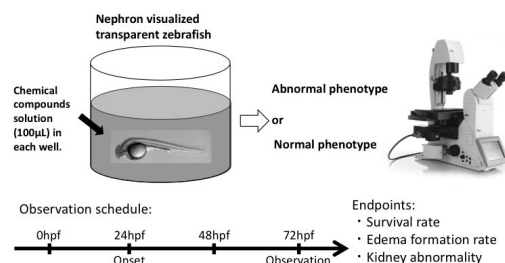 Nephron visualized
transparent zebrafish
Chemical
compounds
solution
(100μL) in
each well.
Abnormal phenotype
or
Normal phenotype
Observation schedule:
0hpf 24hpf 48hpf 72hpf
Onset Observation
Endpoints:
・Survival rate
・Edema formation rate
・Kidney abnormality